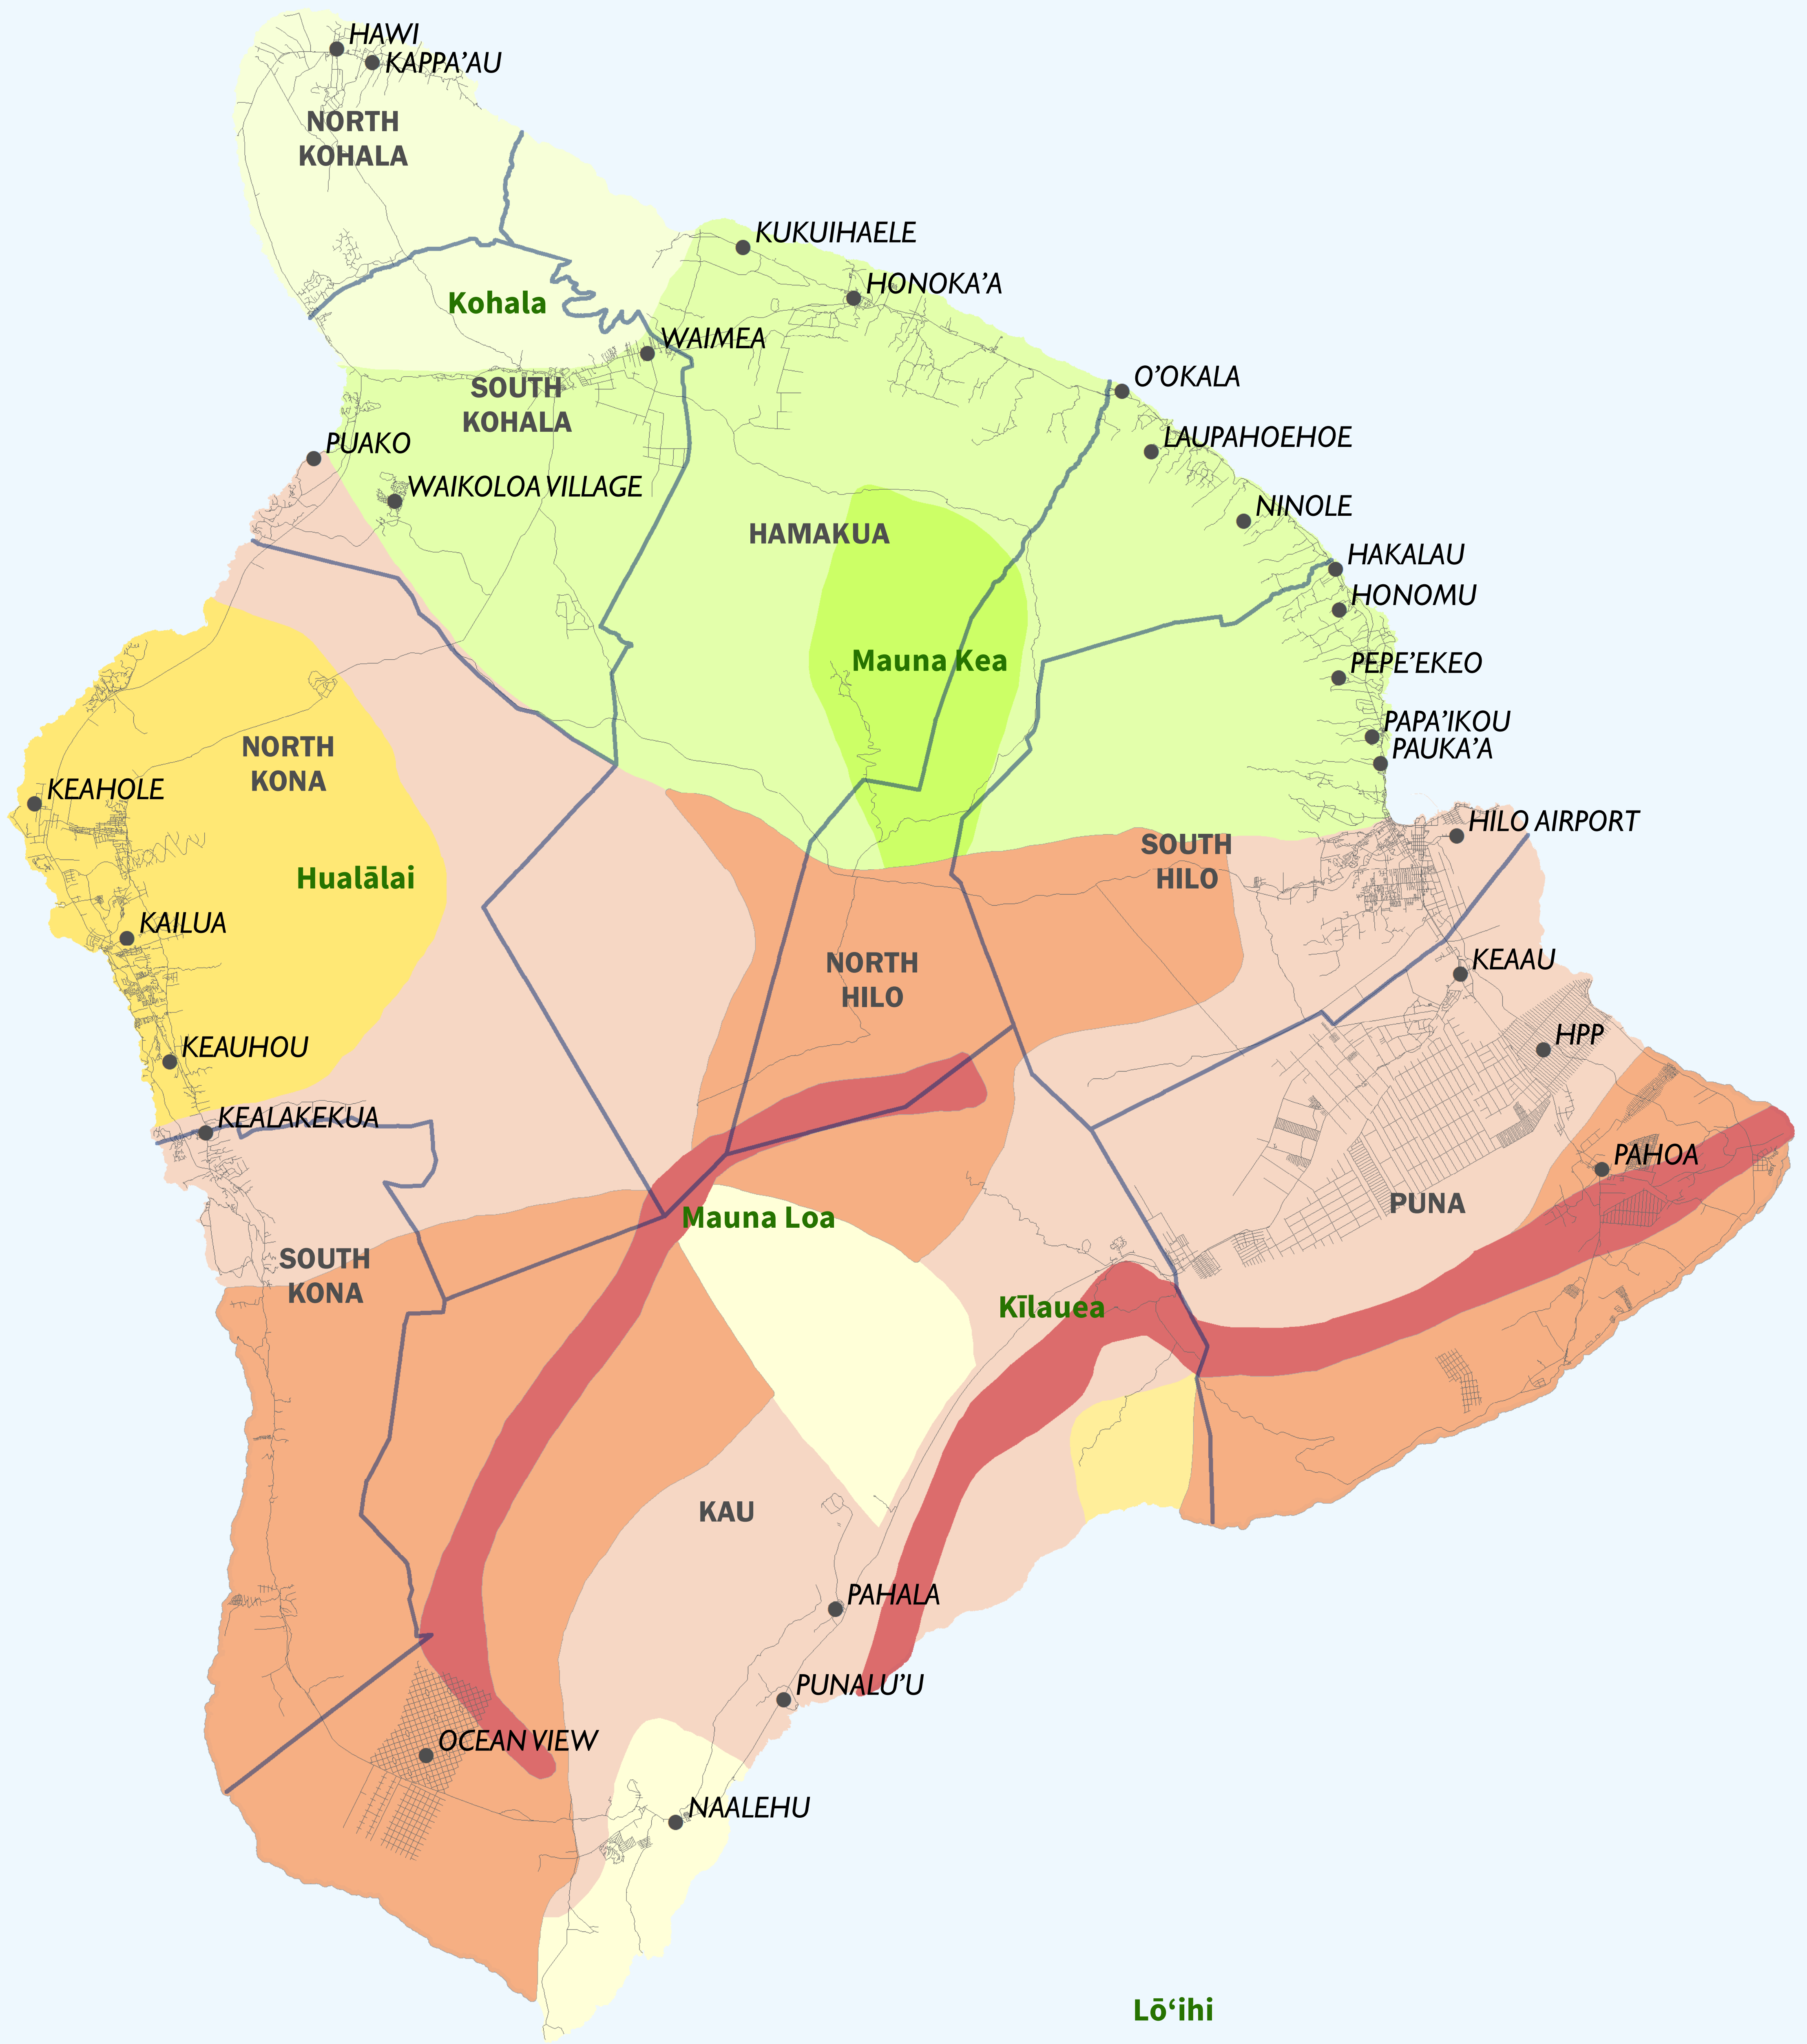 HAWI
KAPPA’AU
NORTH
KOHALA
KUKUIHAELE
HONOKA’A
Kohala
WAIMEA
O’OKALA
SOUTH
KOHALA
LAUPAHOEHOE
PUAKO
WAIKOLOA VILLAGE
NINOLE
HAMAKUA
HAKALAU
HONOMU
Mauna Kea
PEPE’EKEO
PAPA’IKOU
PAUKA’A
NORTH
KONA
KEAHOLE
HILO AIRPORT
SOUTH
HILO
Hualālai
KAILUA
KEAAU
NORTH
HILO
HPP
KEAUHOU
KEALAKEKUA
PAHOA
PUNA
Mauna Loa
SOUTH
KONA
Kīlauea
KAU
PAHALA
PUNALU’U
OCEAN VIEW
NAALEHU
Lōʻihi